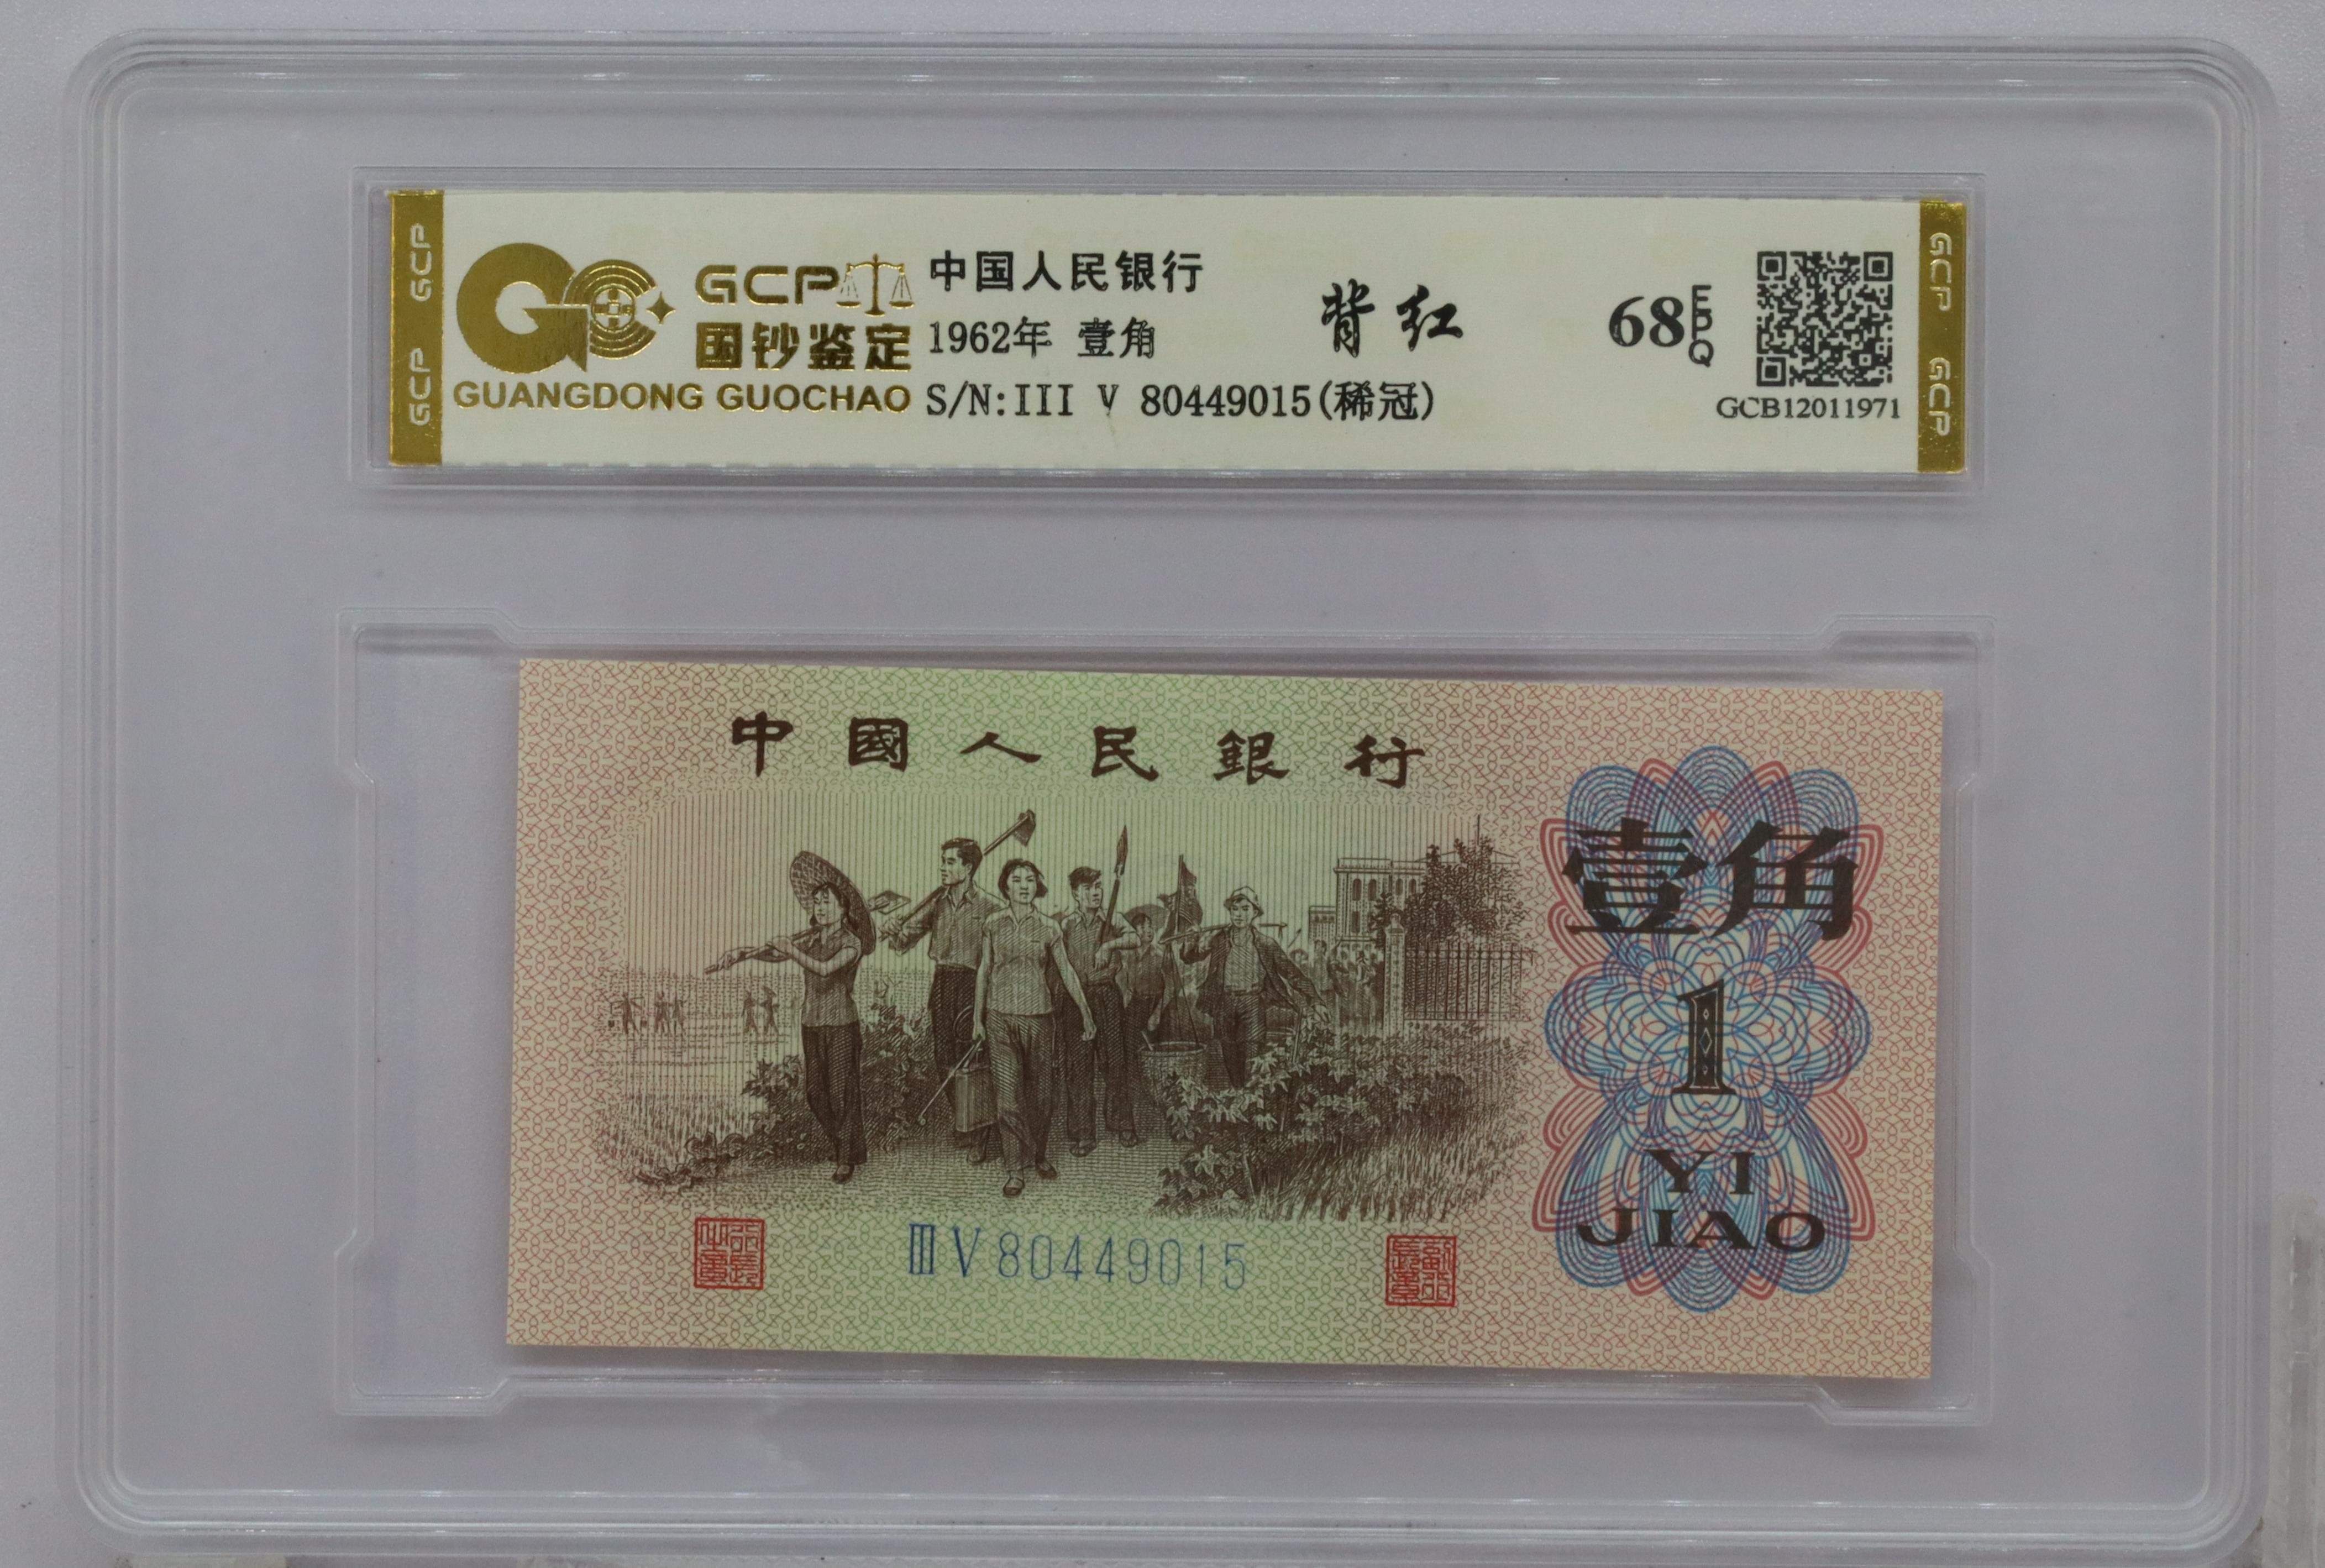 GCP GCP
GCP
国钞鉴定
GUANGDONG GUOCHAO
中国人民银行
1962年 壹角
S/N:III V 80449015(稀冠)
背红
68 EPQ
GCB12011971
GCP GCP
中國人民銀行
壹角
1
YI
JIAO
III V 80449015